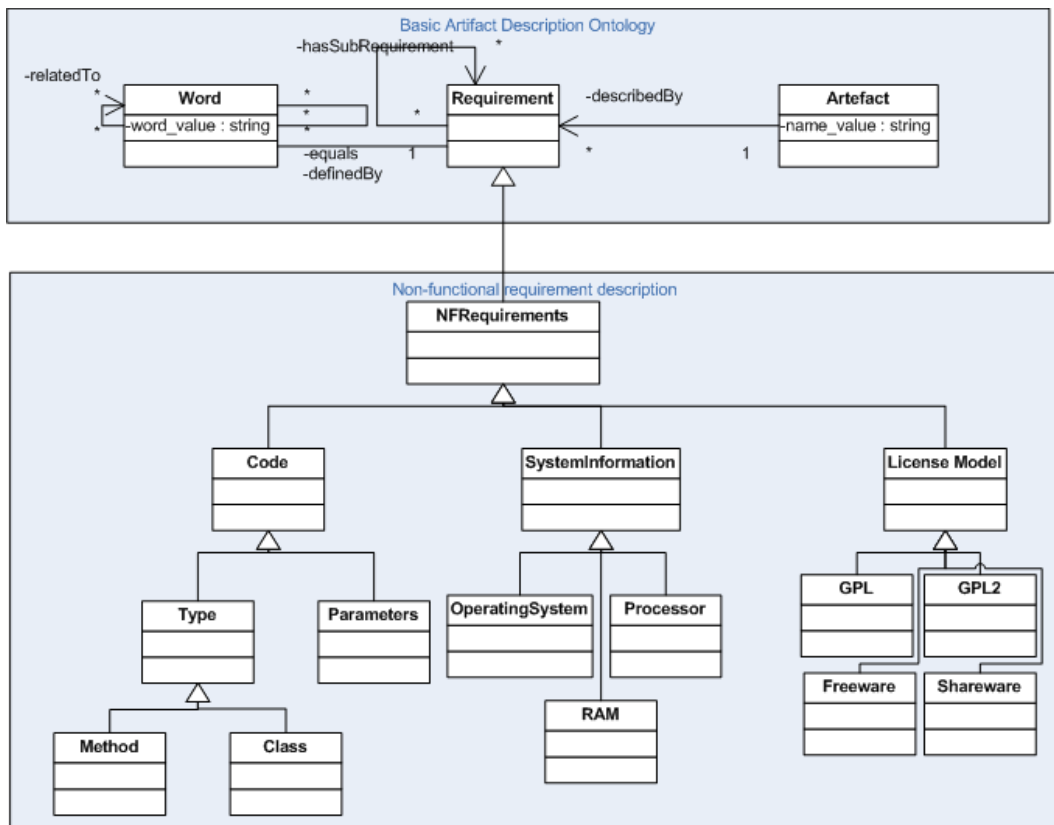 Basic Artifact Description Ontology
-hasSubRequirement
*
-relatedTo
*
*
Word
-word_value : string
*
*
*
-equals
-definedBy
1
*
Requirement
-describedBy
*
1
Artefact
-name_value : string
Non-functional requirement description
NFRequirements
Code
SystemInformation
License Model
Type
Parameters
OperatingSystem
Processor
GPL
GPL2
Freeware
Shareware
RAM
Method
Class